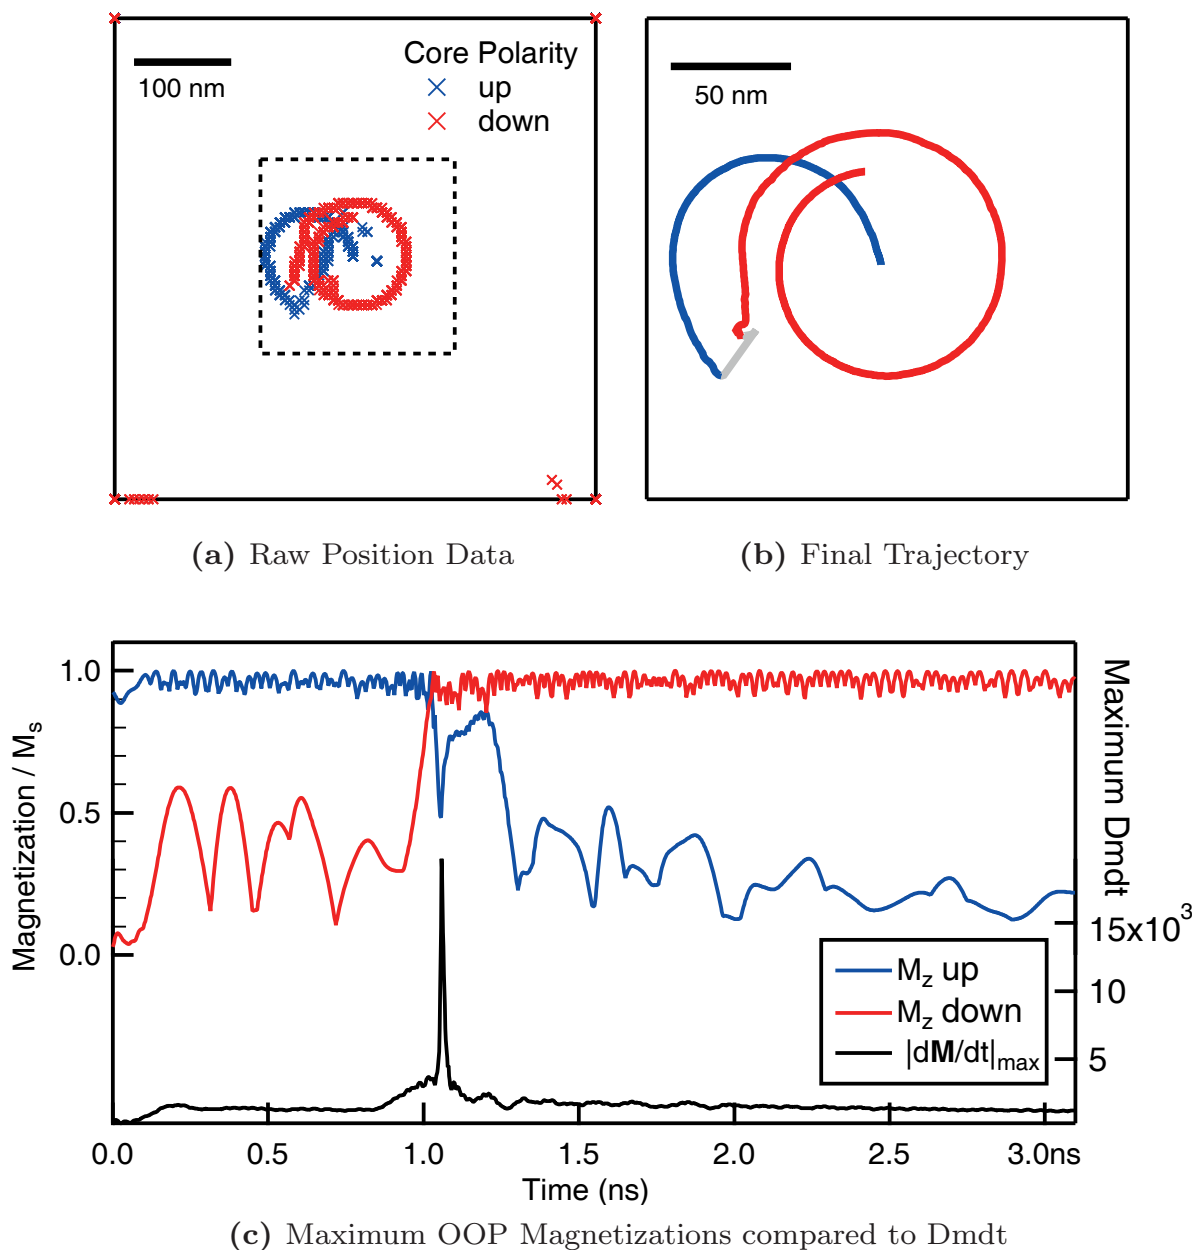 Core Polarity
up
down
100 nm
50 nm
(a) Raw Position Data
(b) Final Trajectory
Magnetization / Ms
1.0
0.5
0.0
Maximum Dmdt
15x10³
10
5
Mz up
Mz down
|dM/dt|max
0.0
0.5
1.0
1.5
2.0
2.5
3.0ns
Time (ns)
(c) Maximum OOP Magnetizations compared to Dmdt